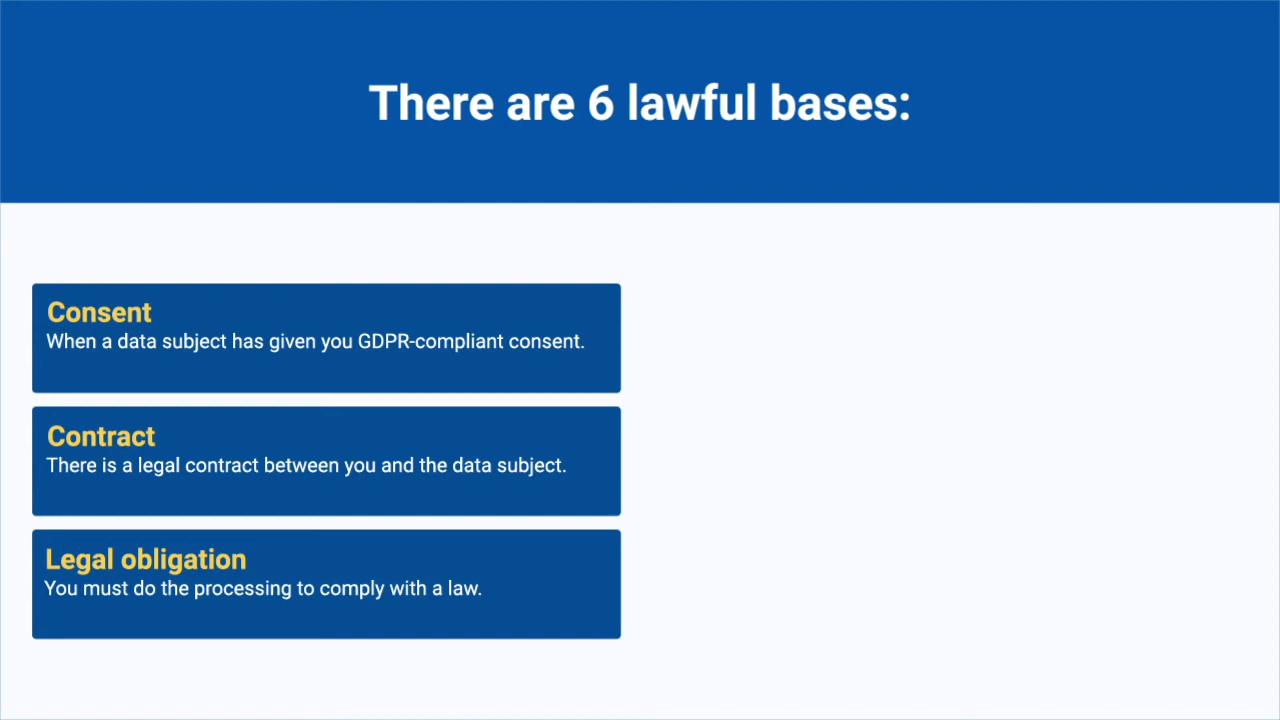 There are 6 lawful bases:
Consent
When a data subject has given you GDPR-compliant consent.
Contract
There is a legal contract between you and the data subject.
Legal obligation
You must do the processing to comply with a law.